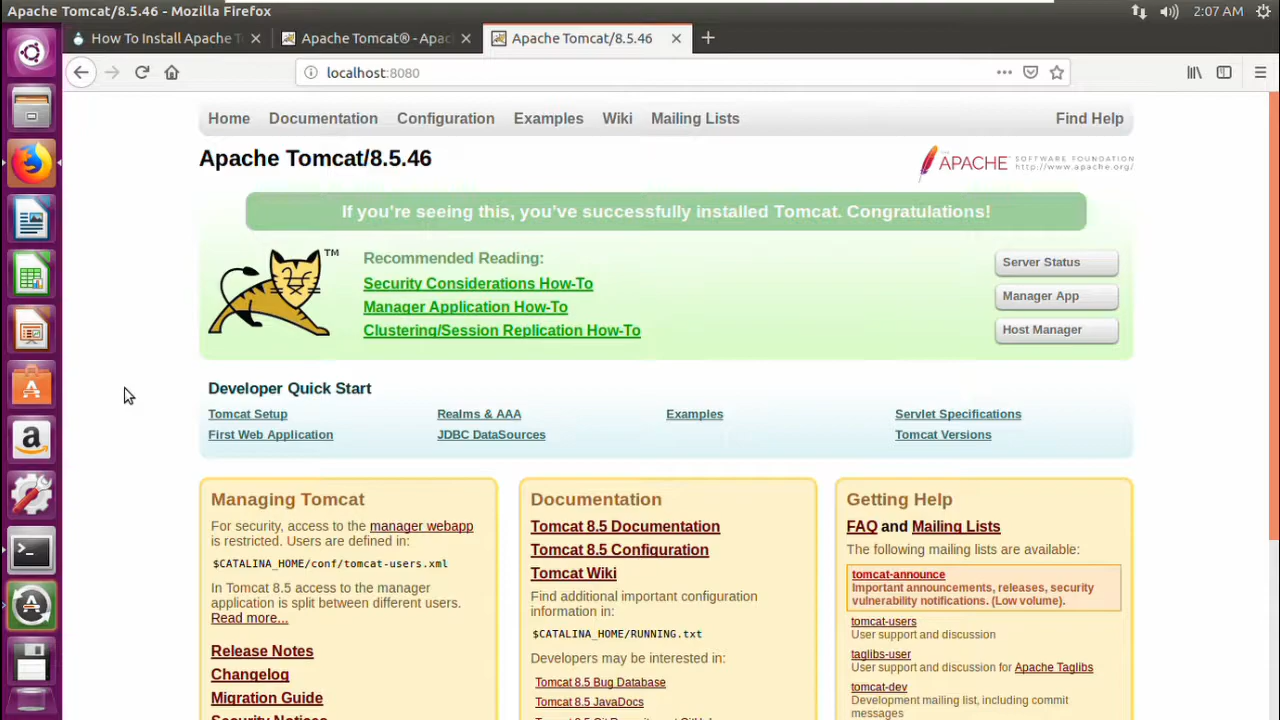 Apache Tomcat/8.5.46 - Mozilla Firefox
2:07 AM
How To Install Apache T
Apache Tomcat® - Apac
Apache Tomcat/8.5.46
localhost:8080
Home
Documentation
Configuration
Examples
Wiki
Mailing Lists
Find Help
Apache Tomcat/8.5.46
APACHE
SOFTWARE FOUNDATION
http://www.apache.org/
If you're seeing this, you've successfully installed Tomcat. Congratulations!
TM
Recommended Reading:
Security Considerations How-To
Manager Application How-To
Clustering/Session Replication How-To
Server Status
Manager App
Host Manager
Developer Quick Start
Tomcat Setup
First Web Application
Realms & AAA
JDBC DataSources
Examples
Servlet Specifications
Tomcat Versions
Managing Tomcat
For security, access to the manager webapp
is restricted. Users are defined in:
$CATALINA_HOME/conf/tomcat-users.xml
In Tomcat 8.5 access to the manager
application is split between different users.
Read more...
Release Notes
Changelog
Migration Guide
Security Notices
Documentation
Tomcat 8.5 Documentation
Tomcat 8.5 Configuration
Tomcat Wiki
Find additional important configuration
information in:
$CATALINA_HOME/RUNNING.txt
Developers may be interested in:
Tomcat 8.5 Bug Database
Tomcat 8.5 JavaDocs
Getting Help
FAQ and Mailing Lists
The following mailing lists are available:
tomcat-announce
Important announcements, releases, security
vulnerability notifications. (Low volume).
tomcat-users
User support and discussion
taglibs-user
User support and discussion for Apache Taglibs
tomcat-dev
Development mailing list, including commit
messages